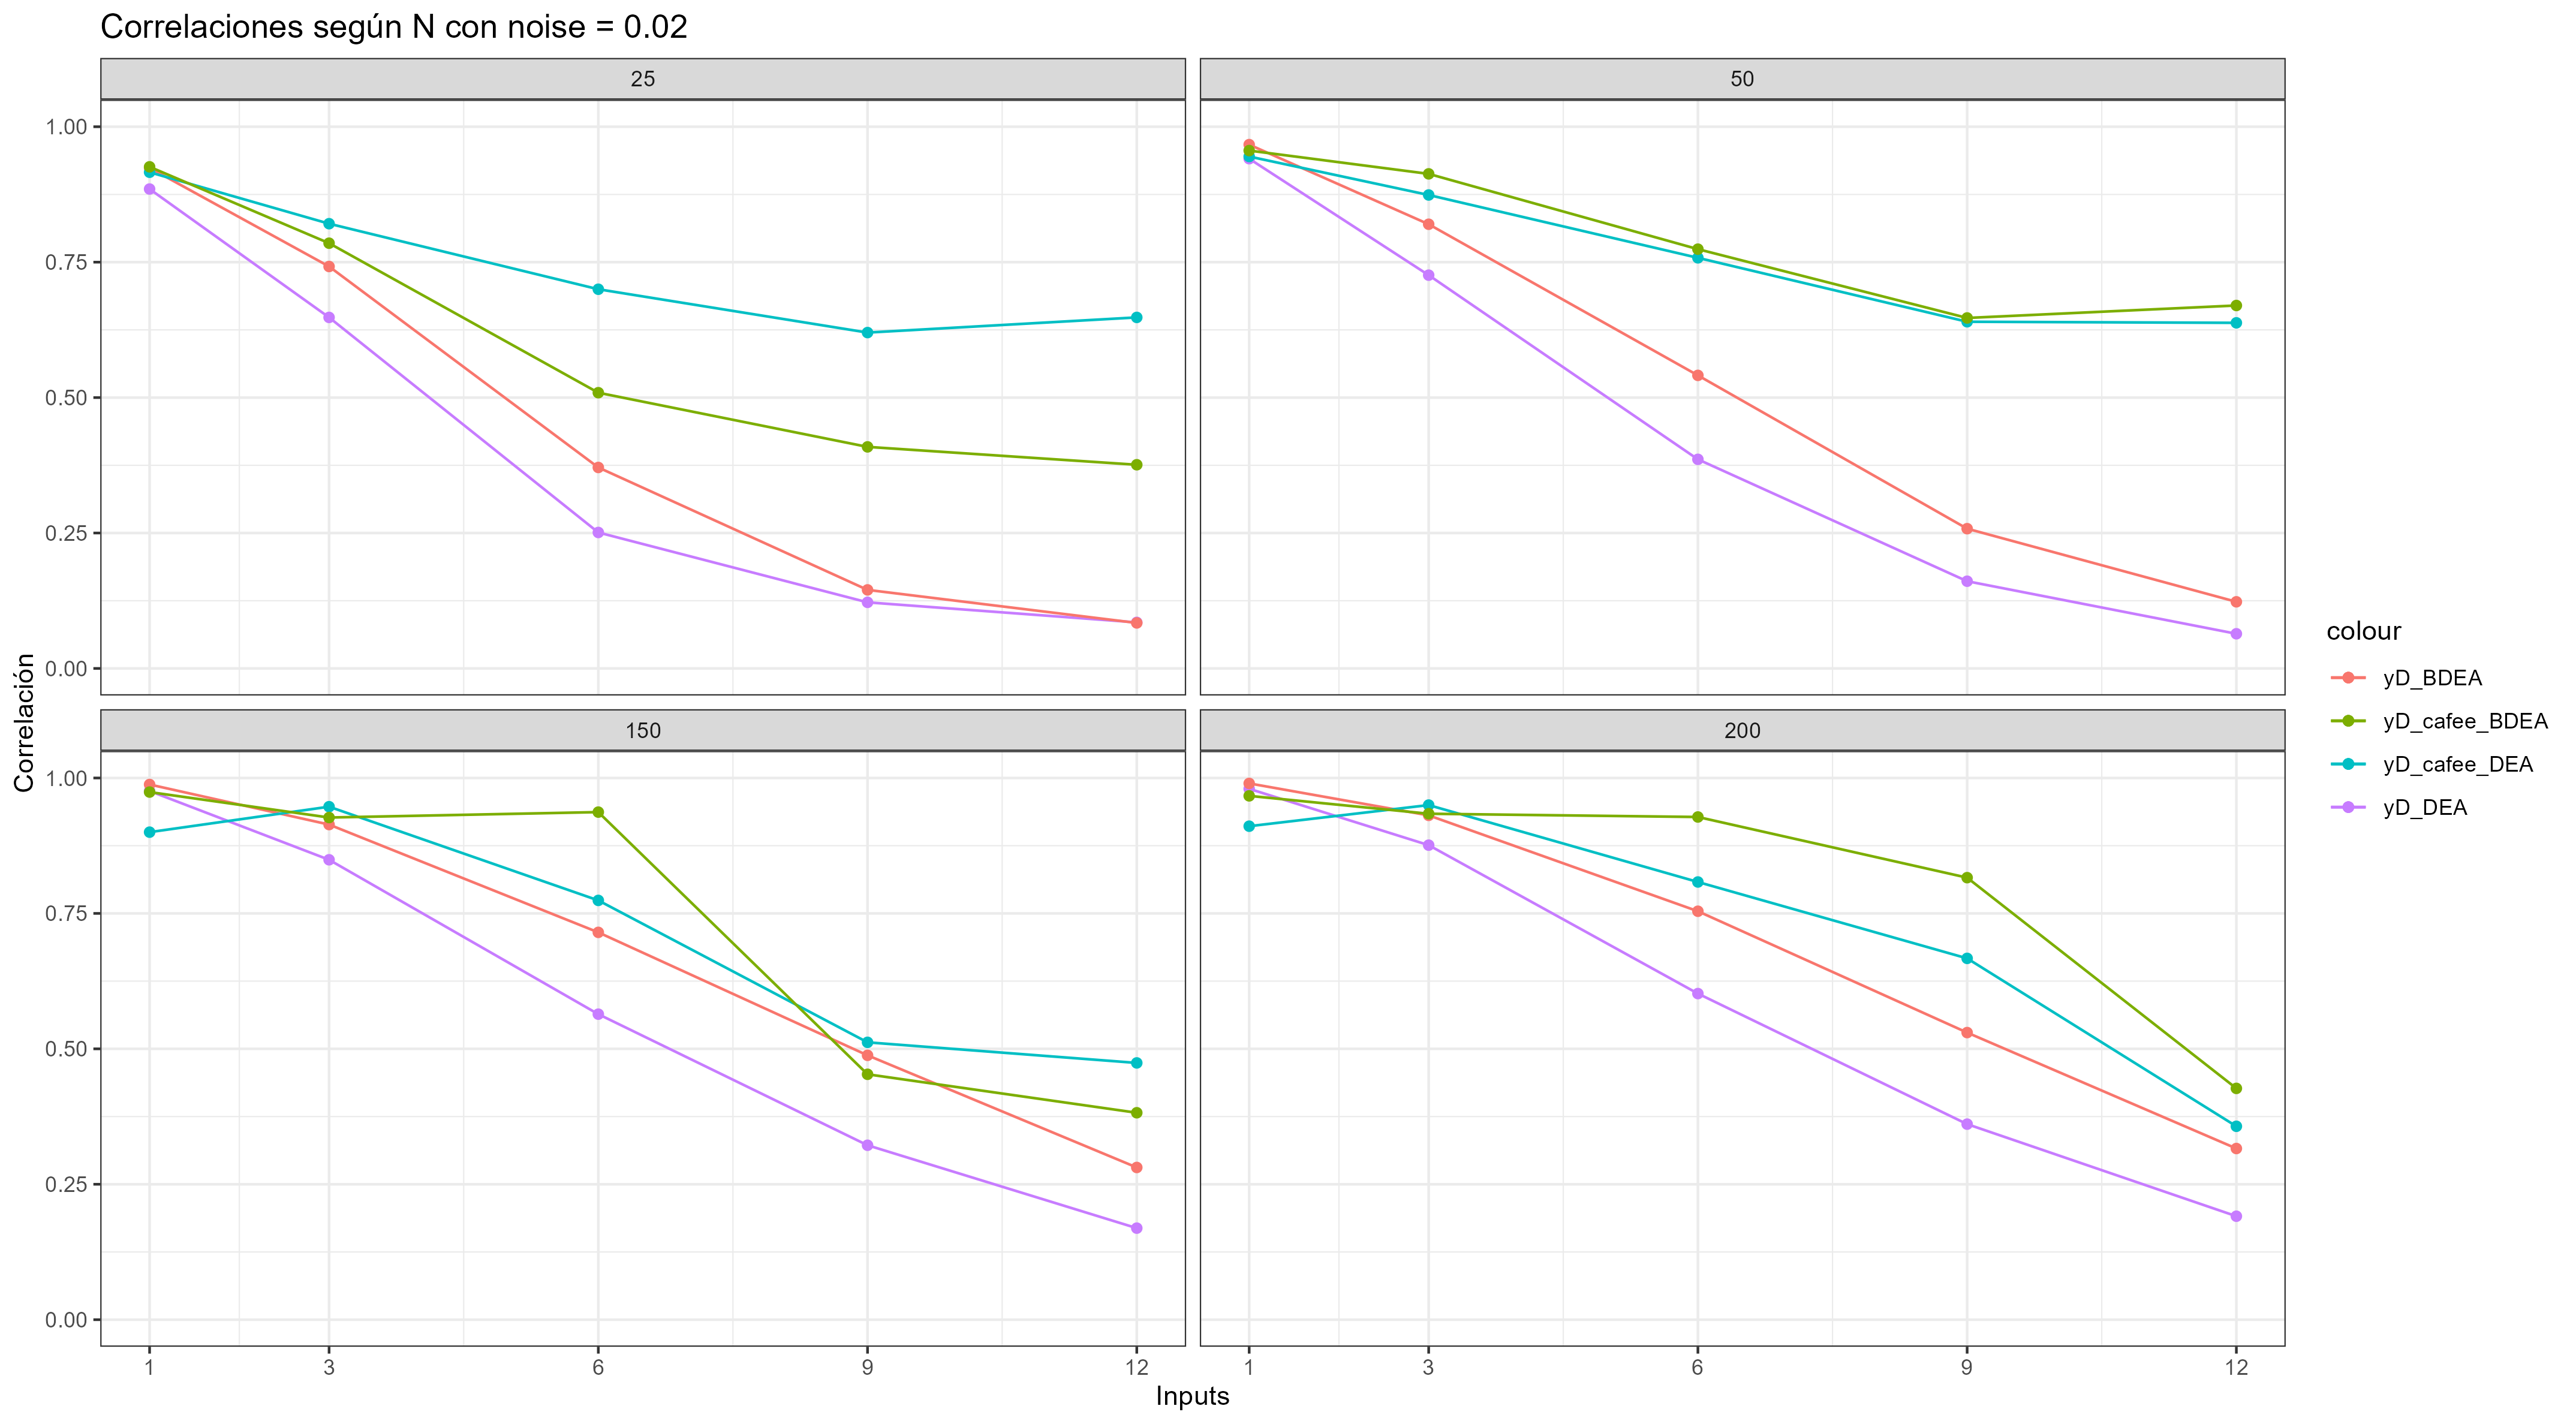 Correlaciones según N con noise = 0.02
25
50
1.00
0.75
0.50
0.25
0.00
150
200
1.00
0.75
0.50
0.25
0.00
1 3 6 9 12
1 3 6 9 12
Inputs
Correlación
colour
yD_BDEA
yD_cafee_BDEA
yD_cafee_DEA
yD_DEA